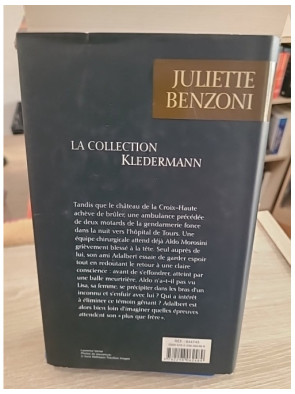 JULIETTE
BENZONI
LA COLLECTION
KLEDERMANN
Tandis que le château de la Croix-Haute
achève de brûler, une ambulance précédée
de deux motards de la gendarmerie fonce
dans la nuit vers l'hôpital de Tours. Une
équipe chirurgicale attend déjà Aldo Morosini
grièvement blessé à la tête. Seul auprès de
lui, son ami Adalbert essaie de garder espoir
tout en redoutant le retour à une claire
conscience : avant de s'effondrer, atteint par
une balle meurtrière, Aldo n'a-t-il pas vu
Lisa, sa femme, se précipiter dans les bras d'un
inconnu et s'enfuir avec lui ? Qui a intérêt
à éliminer ce témoin gênant ? Adalbert est
alors bien loin d'imaginer quelles épreuves
attendent son « plus que frère ».